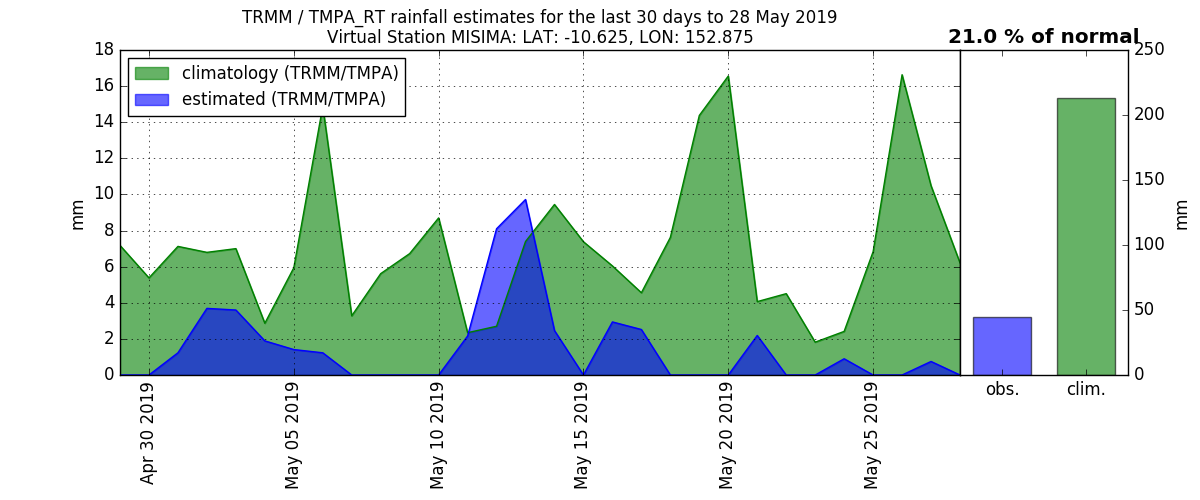 TRMM / TMPA_RT rainfall estimates for the last 30 days to 28 May 2019
Virtual Station MISIMA: LAT: -10.625, LON: 152.875
21.0 % of normal
climatology (TRMM/TMPA)
estimated (TRMM/TMPA)
18
16
14
12
10
8
6
4
2
0
mm
Apr 30 2019
May 05 2019
May 10 2019
May 15 2019
May 20 2019
May 25 2019
250
200
150
100
50
0
mm
obs.
clim.